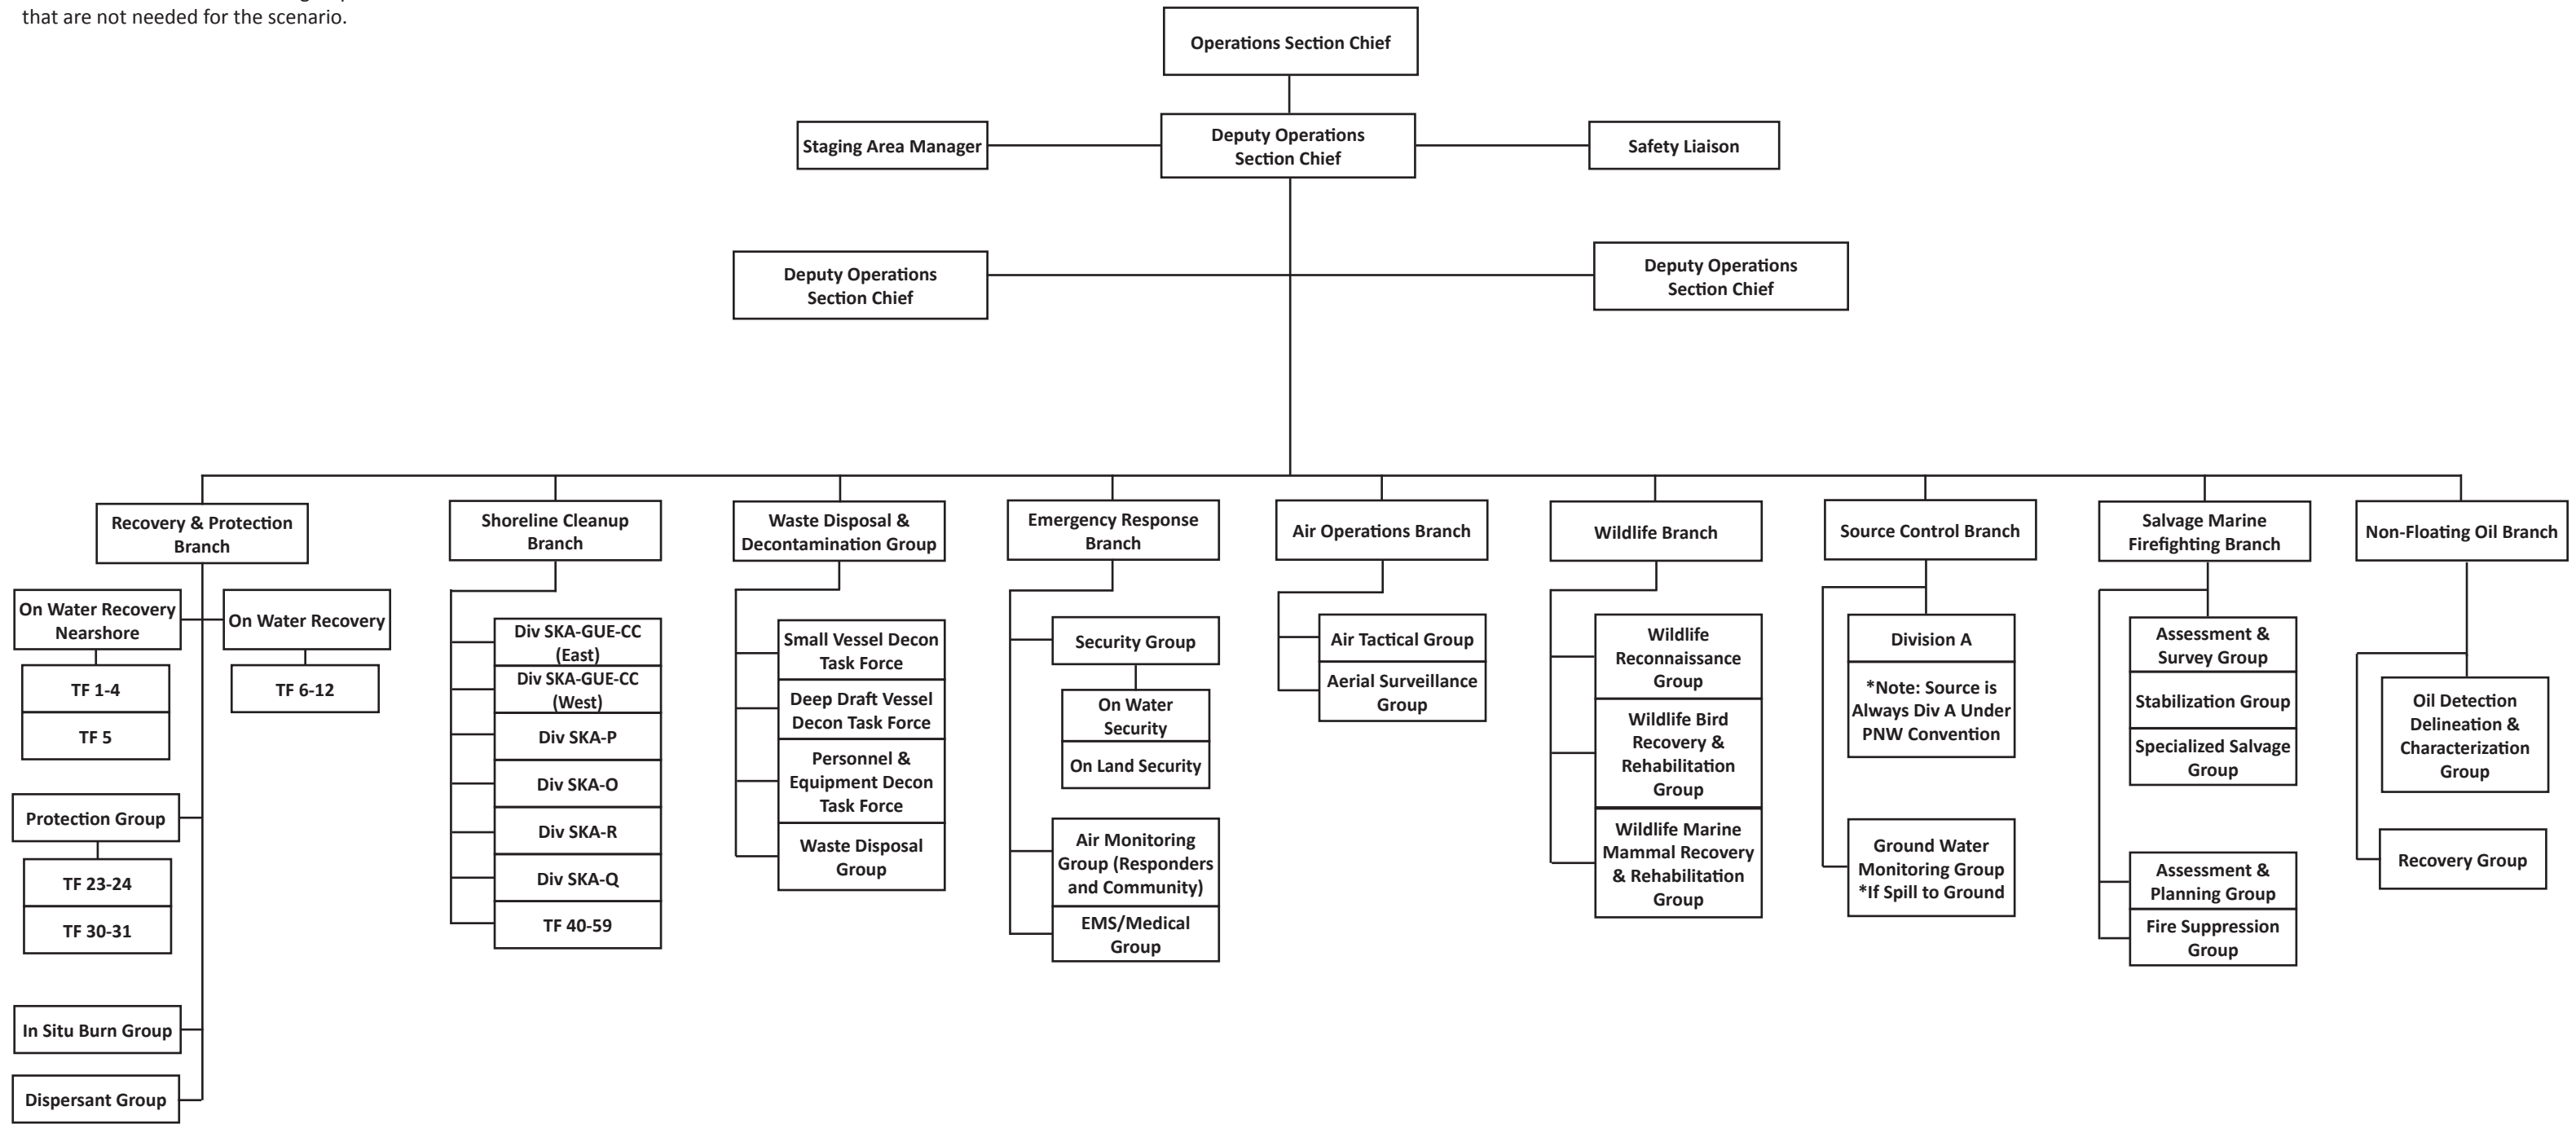 that are not needed for the scenario.
Operations Section Chief
Staging Area Manager
Deputy Operations
Section Chief
Safety Liaison
Deputy Operations
Section Chief
Deputy Operations
Section Chief
Recovery & Protection
Branch
On Water Recovery
Nearshore
On Water Recovery
TF 1-4
TF 5
TF 6-12
Protection Group
TF 23-24
TF 30-31
In Situ Burn Group
Dispersant Group
Shoreline Cleanup
Branch
Div SKA-GUE-CC
(East)
Div SKA-GUE-CC
(West)
Div SKA-P
Div SKA-O
Div SKA-R
Div SKA-Q
TF 40-59
Waste Disposal &
Decontamination Group
Small Vessel Decon
Task Force
Deep Draft Vessel
Decon Task Force
Personnel &
Equipment Decon
Task Force
Waste Disposal
Group
Emergency Response
Branch
Security Group
On Water
Security
On Land Security
Air Monitoring
Group (Responders
and Community)
EMS/Medical
Group
Air Operations Branch
Air Tactical Group
Aerial Surveillance
Group
Wildlife Branch
Wildlife
Reconnaissance
Group
Wildlife Bird
Recovery &
Rehabilitation
Group
Wildlife Marine
Mammal Recovery
& Rehabilitation
Group
Source Control Branch
Division A
*Note: Source is
Always Div A Under
PNW Convention
Ground Water
Monitoring Group
*If Spill to Ground
Salvage Marine
Firefighting Branch
Assessment &
Survey Group
Stabilization Group
Specialized Salvage
Group
Assessment &
Planning Group
Fire Suppression
Group
Non-Floating Oil Branch
Oil Detection
Delineation &
Characterization
Group
Recovery Group